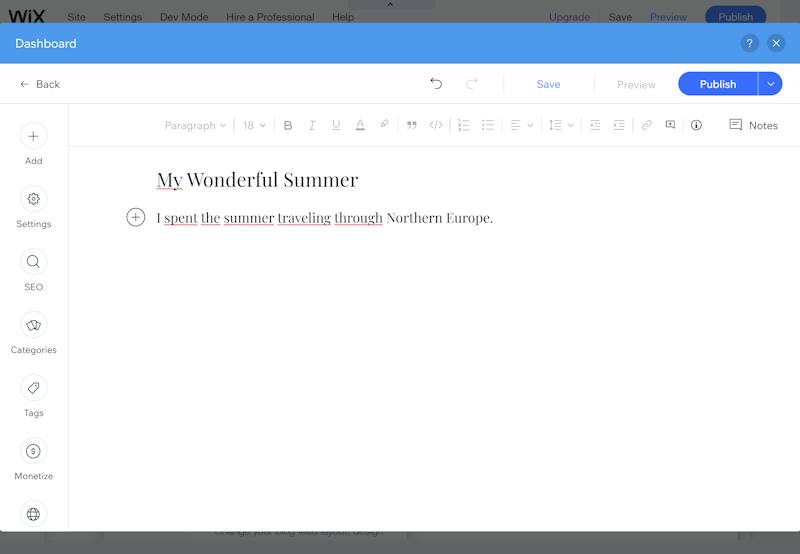 WiX Site Settings Dev Mode Hire a Professional Help Upgrade Save Preview Publish
Dashboard ?
Back Save Preview Publish
Paragraph 18 B I U A Notes
Add
Settings
SEO
Categories
Tags
Monetize
My Wonderful Summer
I spent the summer traveling through Northern Europe.
Change your blog feed layout, design